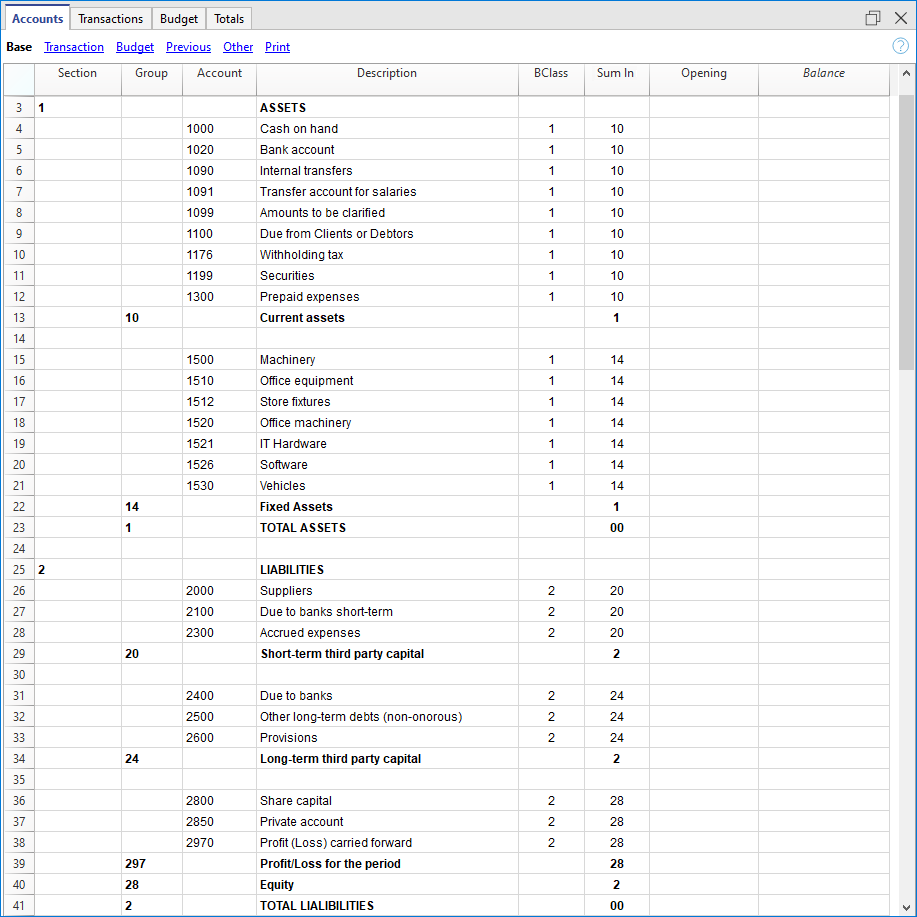 Accounts Transactions Budget Totals
Base Transaction Budget Previous Other Print ?
Section Group Account Description BClass Sum In Opening Balance
3 1 ASSETS
4 1000 Cash on hand 1 10
5 1020 Bank account 1 10
6 1090 Internal transfers 1 10
7 1091 Transfer account for salaries 1 10
8 1099 Amounts to be clarified 1 10
9 1100 Due from Clients or Debtors 1 10
10 1176 Withholding tax 1 10
11 1199 Securities 1 10
12 1300 Prepaid expenses 1 10
13 10 Current assets 1
14
15 1500 Machinery 1 14
16 1510 Office equipment 1 14
17 1512 Store fixtures 1 14
18 1520 Office machinery 1 14
19 1521 IT Hardware 1 14
20 1526 Software 1 14
21 1530 Vehicles 1 14
22 14 Fixed Assets 1
23 1 TOTAL ASSETS 00
24
25 2 LIABILITIES
26 2000 Suppliers 2 20
27 2100 Due to banks short-term 2 20
28 2300 Accrued expenses 2 20
29 20 Short-term third party capital 2
30
31 2400 Due to banks 2 24
32 2500 Other long-term debts (non-onorous) 2 24
33 2600 Provisions 2 24
34 24 Long-term third party capital 2
35
36 2800 Share capital 2 28
37 2850 Private account 2 28
38 2970 Profit (Loss) carried forward 2 28
39 297 Profit/Loss for the period 28
40 28 Equity 2
41 2 TOTAL LIALIBILITIES 00